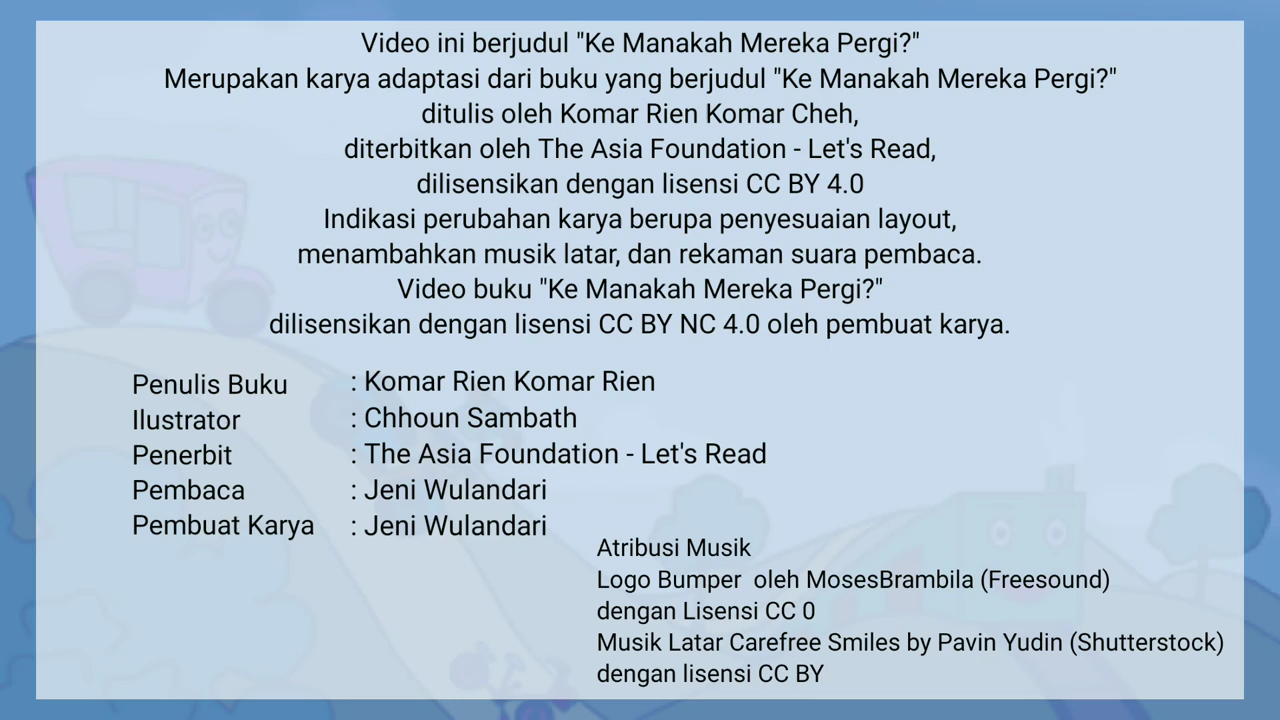 Video ini berjudul "Ke Manakah Mereka Pergi?"
Merupakan karya adaptasi dari buku yang berjudul "Ke Manakah Mereka Pergi?"
ditulis oleh Komar Rien Komar Cheh,
diterbitkan oleh The Asia Foundation - Let's Read,
dilisensikan dengan lisensi CC BY 4.0
Indikasi perubahan karya berupa penyesuaian layout,
menambahkan musik latar, dan rekaman suara pembaca.
Video buku "Ke Manakah Mereka Pergi?"
dilisensikan dengan lisensi CC BY NC 4.0 oleh pembuat karya.
Penulis Buku : Komar Rien Komar Rien
Ilustrator : Chhoun Sambath
Penerbit : The Asia Foundation - Let's Read
Pembaca : Jeni Wulandari
Pembuat Karya : Jeni Wulandari
Atribusi Musik
Logo Bumper oleh MosesBrambila (Freesound)
dengan Lisensi CC 0
Musik Latar Carefree Smiles by Pavin Yudin (Shutterstock)
dengan lisensi CC BY